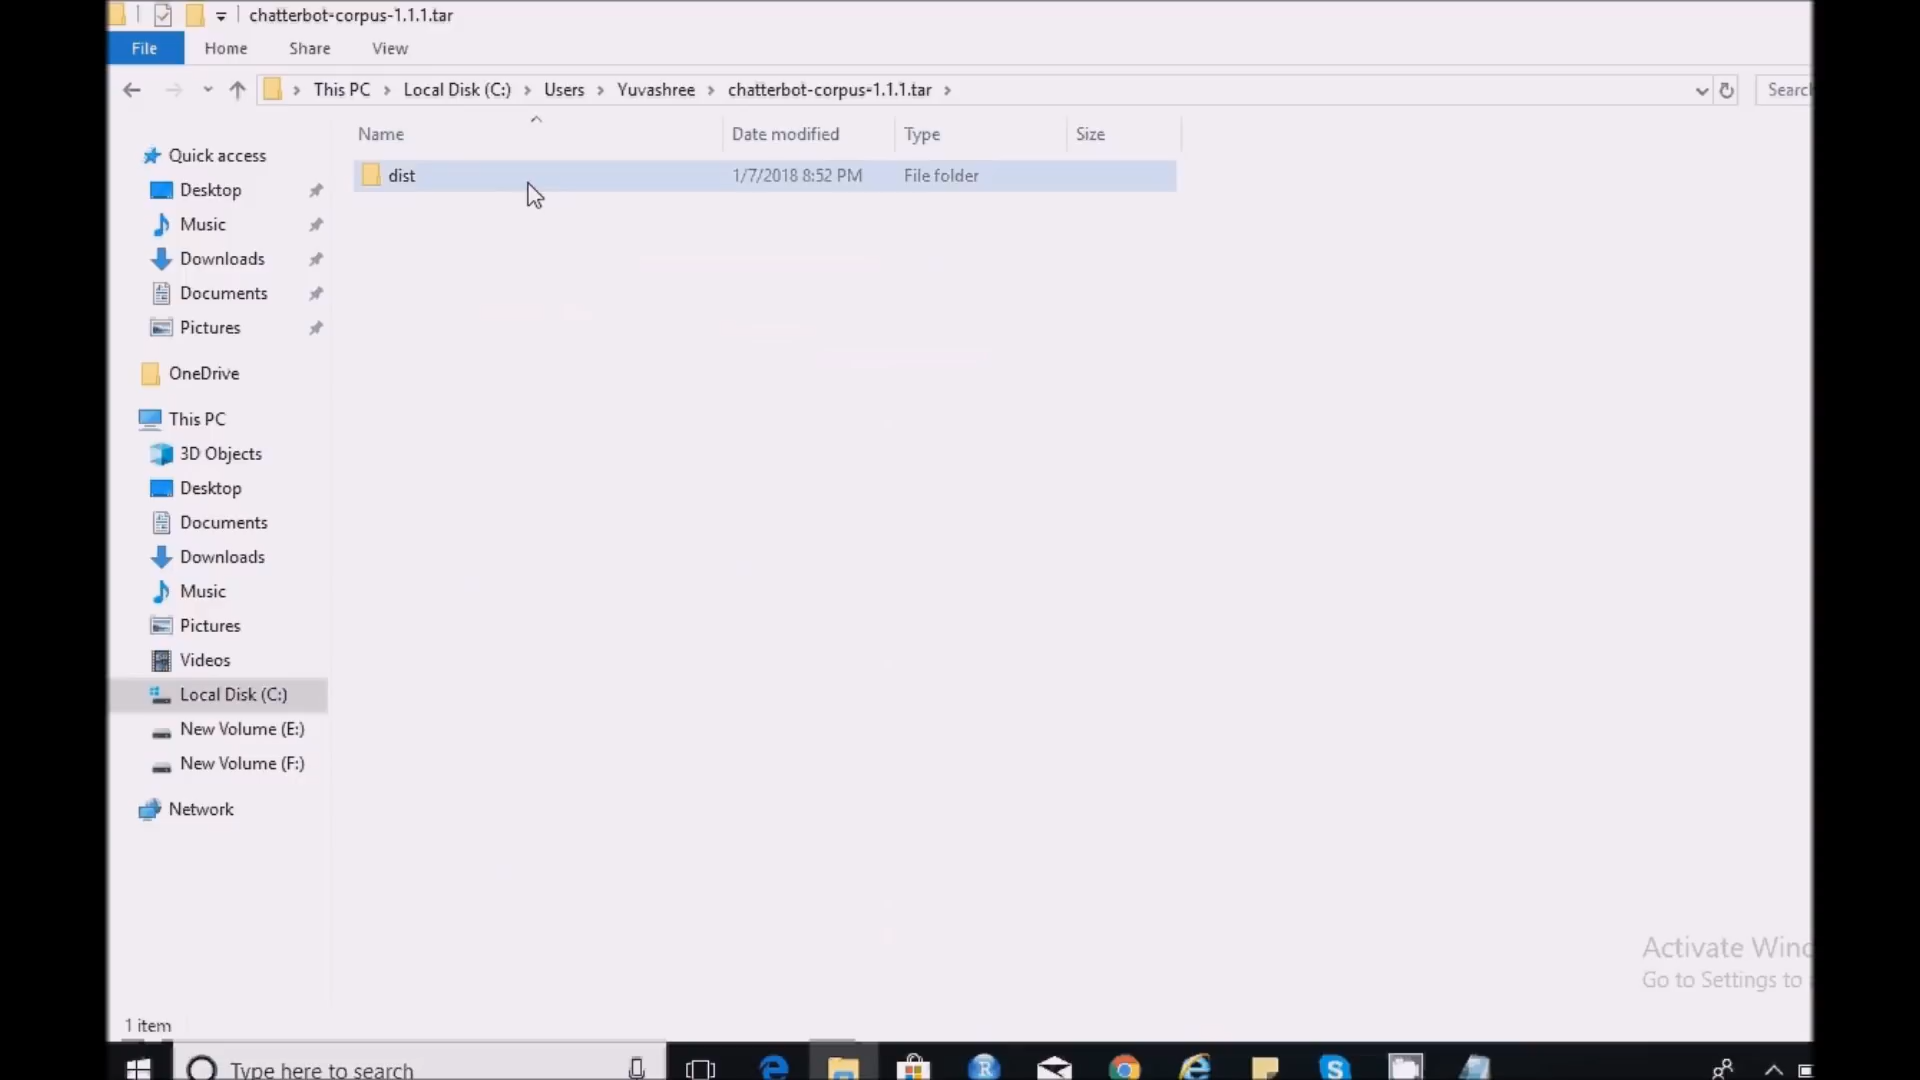 chatterbot-corpus-1.1.1.tar
File Home Share View
This PC Local Disk (C:) Users Yuvashree chatterbot-corpus-1.1.1.tar
Search
Name Date modified Type Size
dist 1/7/2018 8:52 PM File folder
Quick access
Desktop
Music
Downloads
Documents
Pictures
OneDrive
This PC
3D Objects
Desktop
Documents
Downloads
Music
Pictures
Videos
Local Disk (C:)
New Volume (E:)
New Volume (F:)
Network
Activate Wind
Go to Settings to
1 item
Type here to search